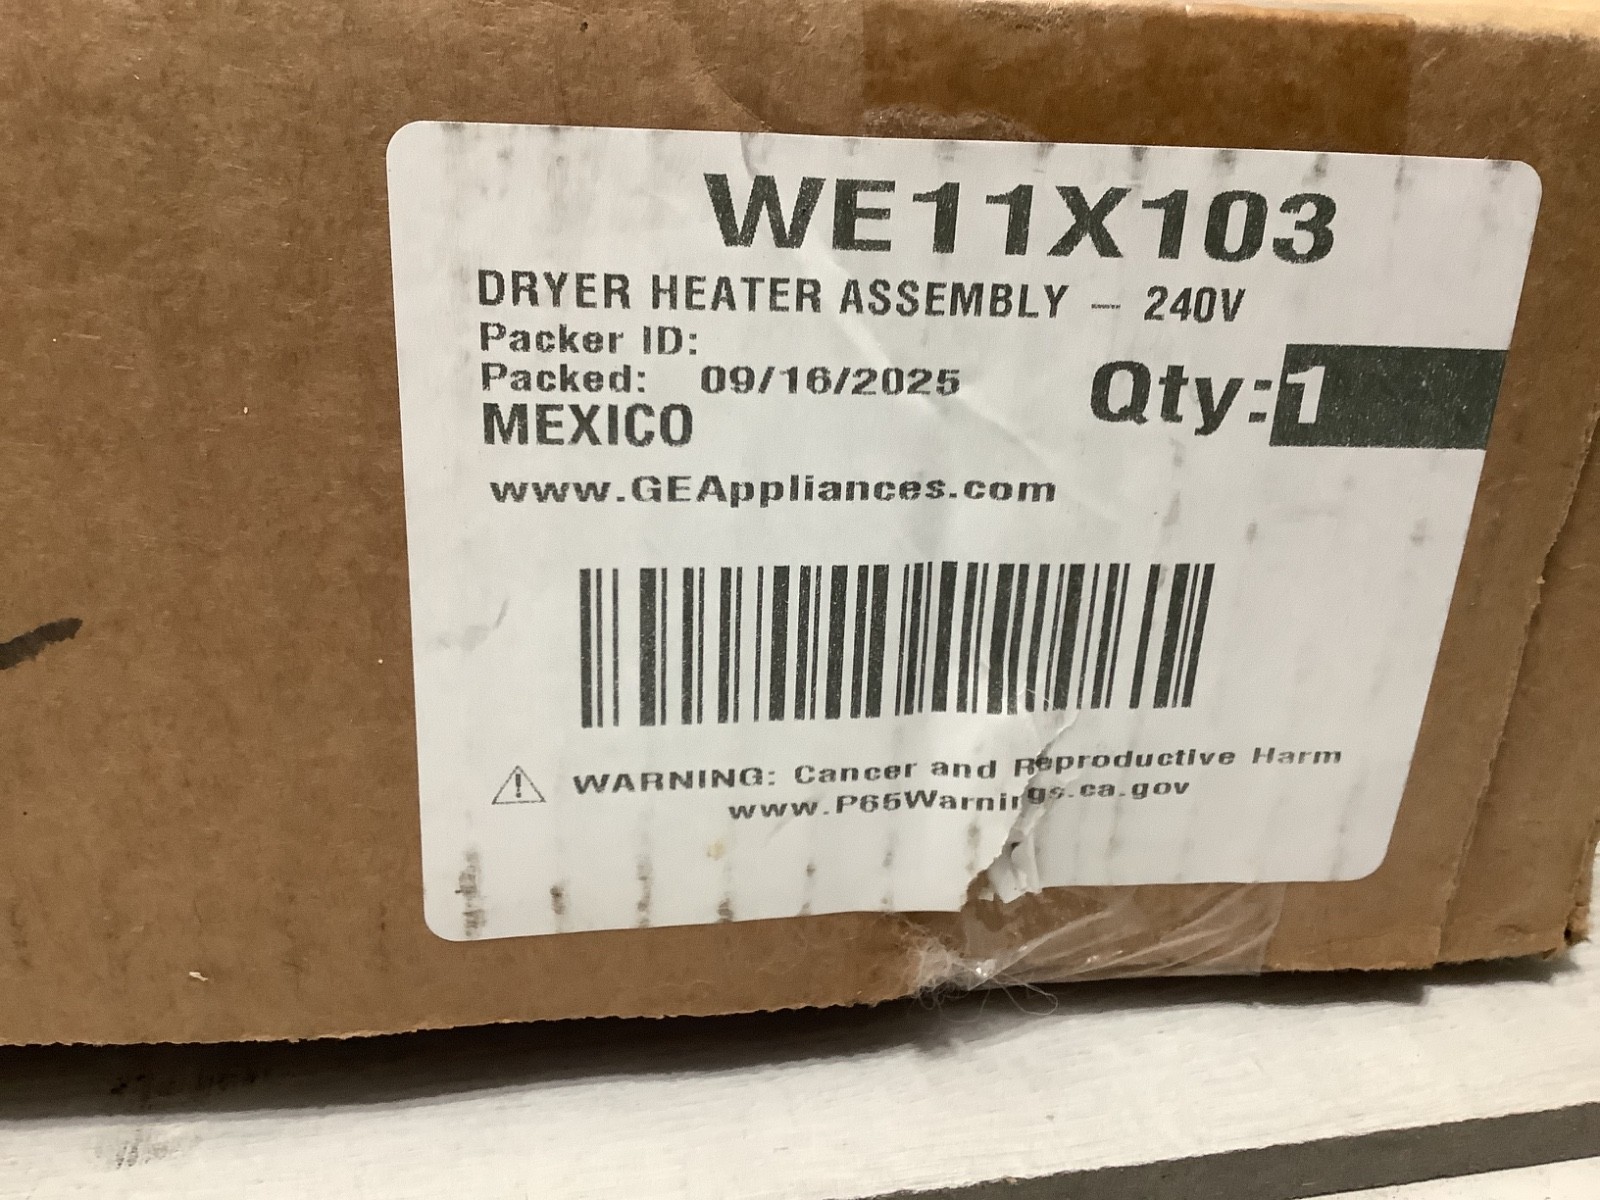 WE11X103
DRYER HEATER ASSEMBLY — 240V
Packer ID:
Packed: 09/16/2025
Qty:1
MEXICO
www.GEAppliances.com
WARNING: Cancer and Reproductive Harm
www.P65Warnings.ca.gov